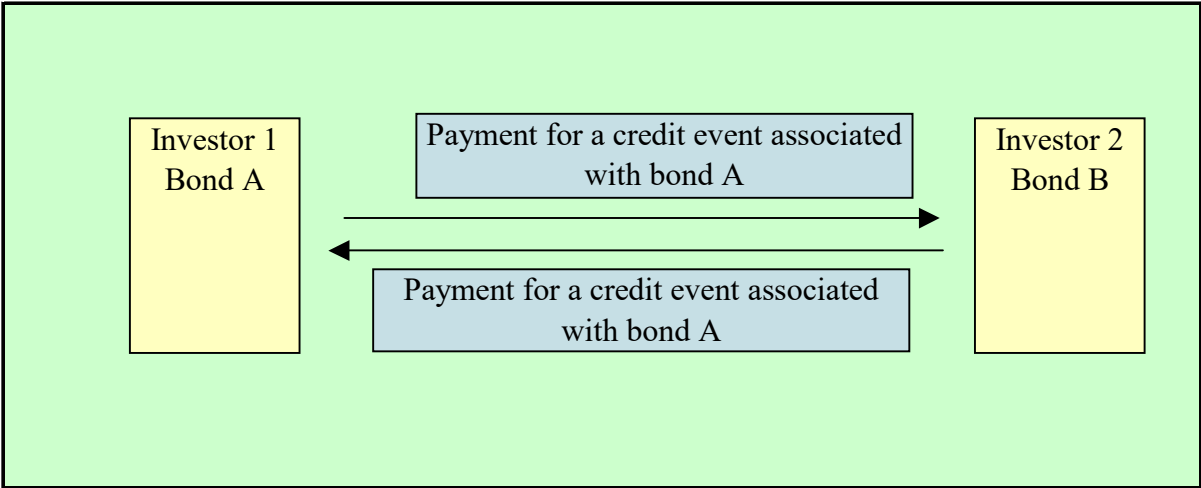 Investor 1
Bond A
Payment for a credit event associated
with bond A
Investor 2
Bond B
Payment for a credit event associated
with bond A